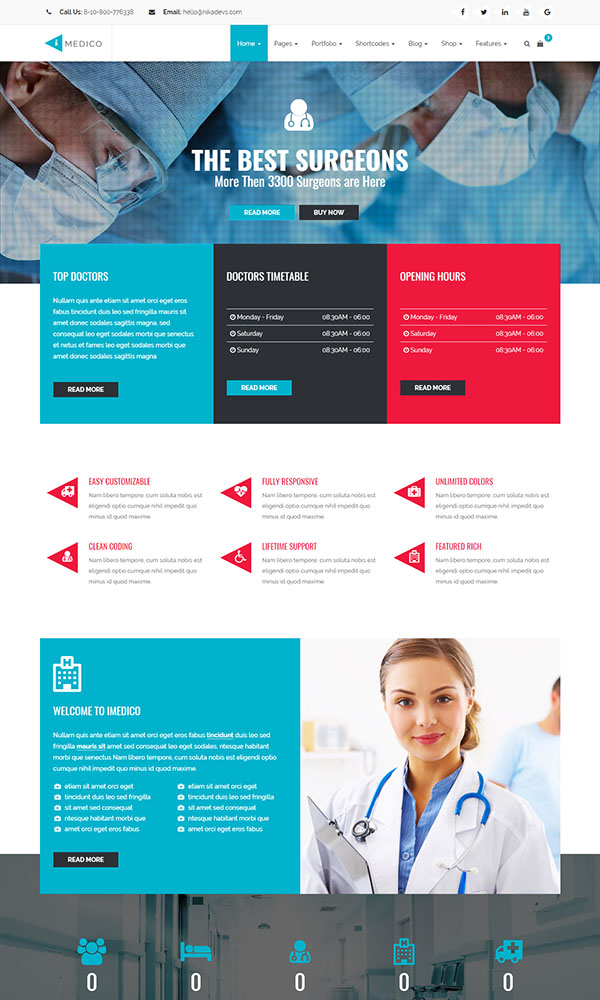 Call Us: 8-10-800-776338
Email: hello@nikadevs.com
i MEDICO
Home
Pages
Portfolio
Shortcodes
Blog
Shop
Features
1
THE BEST SURGEONS
More Then 3300 Surgeons are Here
READ MORE
BUY NOW
TOP DOCTORS
Nullam quis ante etiam sit amet orci eget eros
fabus tincidunt duis leo sed fringilla mauris sit
amet amet donec sodales sagittis magna. sed
consequat leo eget sodales morbi que senectus
et netus et fames leo eget sodales morbi que
amet donec sodales sagittis magna
READ MORE
DOCTORS TIMETABLE
Monday - Friday 08:30AM - 06:00
Saturday 08:30AM - 06:00
Sunday 08:30AM - 06:00
READ MORE
OPENING HOURS
Monday - Friday 08:30AM - 06:00
Saturday 08:30AM - 06:00
Sunday 08:30AM - 06:00
READ MORE
EASY CUSTOMIZABLE
Nam libero tempore, cum soluta nobis est
eligendi optio cumque nihil impedit quo
minus id quod maxime.
FULLY RESPONSIVE
Nam libero tempore, cum soluta nobis est
eligendi optio cumque nihil impedit quo
minus id quod maxime.
UNLIMITED COLORS
Nam libero tempore, cum soluta nobis est
eligendi optio cumque nihil impedit quo
minus id quod maxime.
CLEAN CODING
Nam libero tempore, cum soluta nobis est
eligendi optio cumque nihil impedit quo
minus id quod maxime.
LIFETIME SUPPORT
Nam libero tempore, cum soluta nobis est
eligendi optio cumque nihil impedit quo
minus id quod maxime.
FEATURED RICH
Nam libero tempore, cum soluta nobis est
eligendi optio cumque nihil impedit quo
minus id quod maxime.
H
WELCOME TO IMEDICO
Nullam quis ante etiam sit amet orci eget eros fabus tincidunt duis leo sed
fringilla mauris sit amet sed consequat leo eget sodales. ntesque habitant
morbi que senectus Nam libero tempore, cum soluta nobis est eligendi optio
cumque nihil impedit quo minus id quod maxime.
etiam sit amet orci eget
tincidunt duis leo sed fringilla
sit amet sed consequat
ntesque habitant morbi que
amet orci eget eros fabus
etiam sit amet orci eget
tincidunt duis leo sed fringilla
sit amet sed consequat
ntesque habitant morbi que
amet orci eget eros fabus
READ MORE
H
0
0
0
0
0